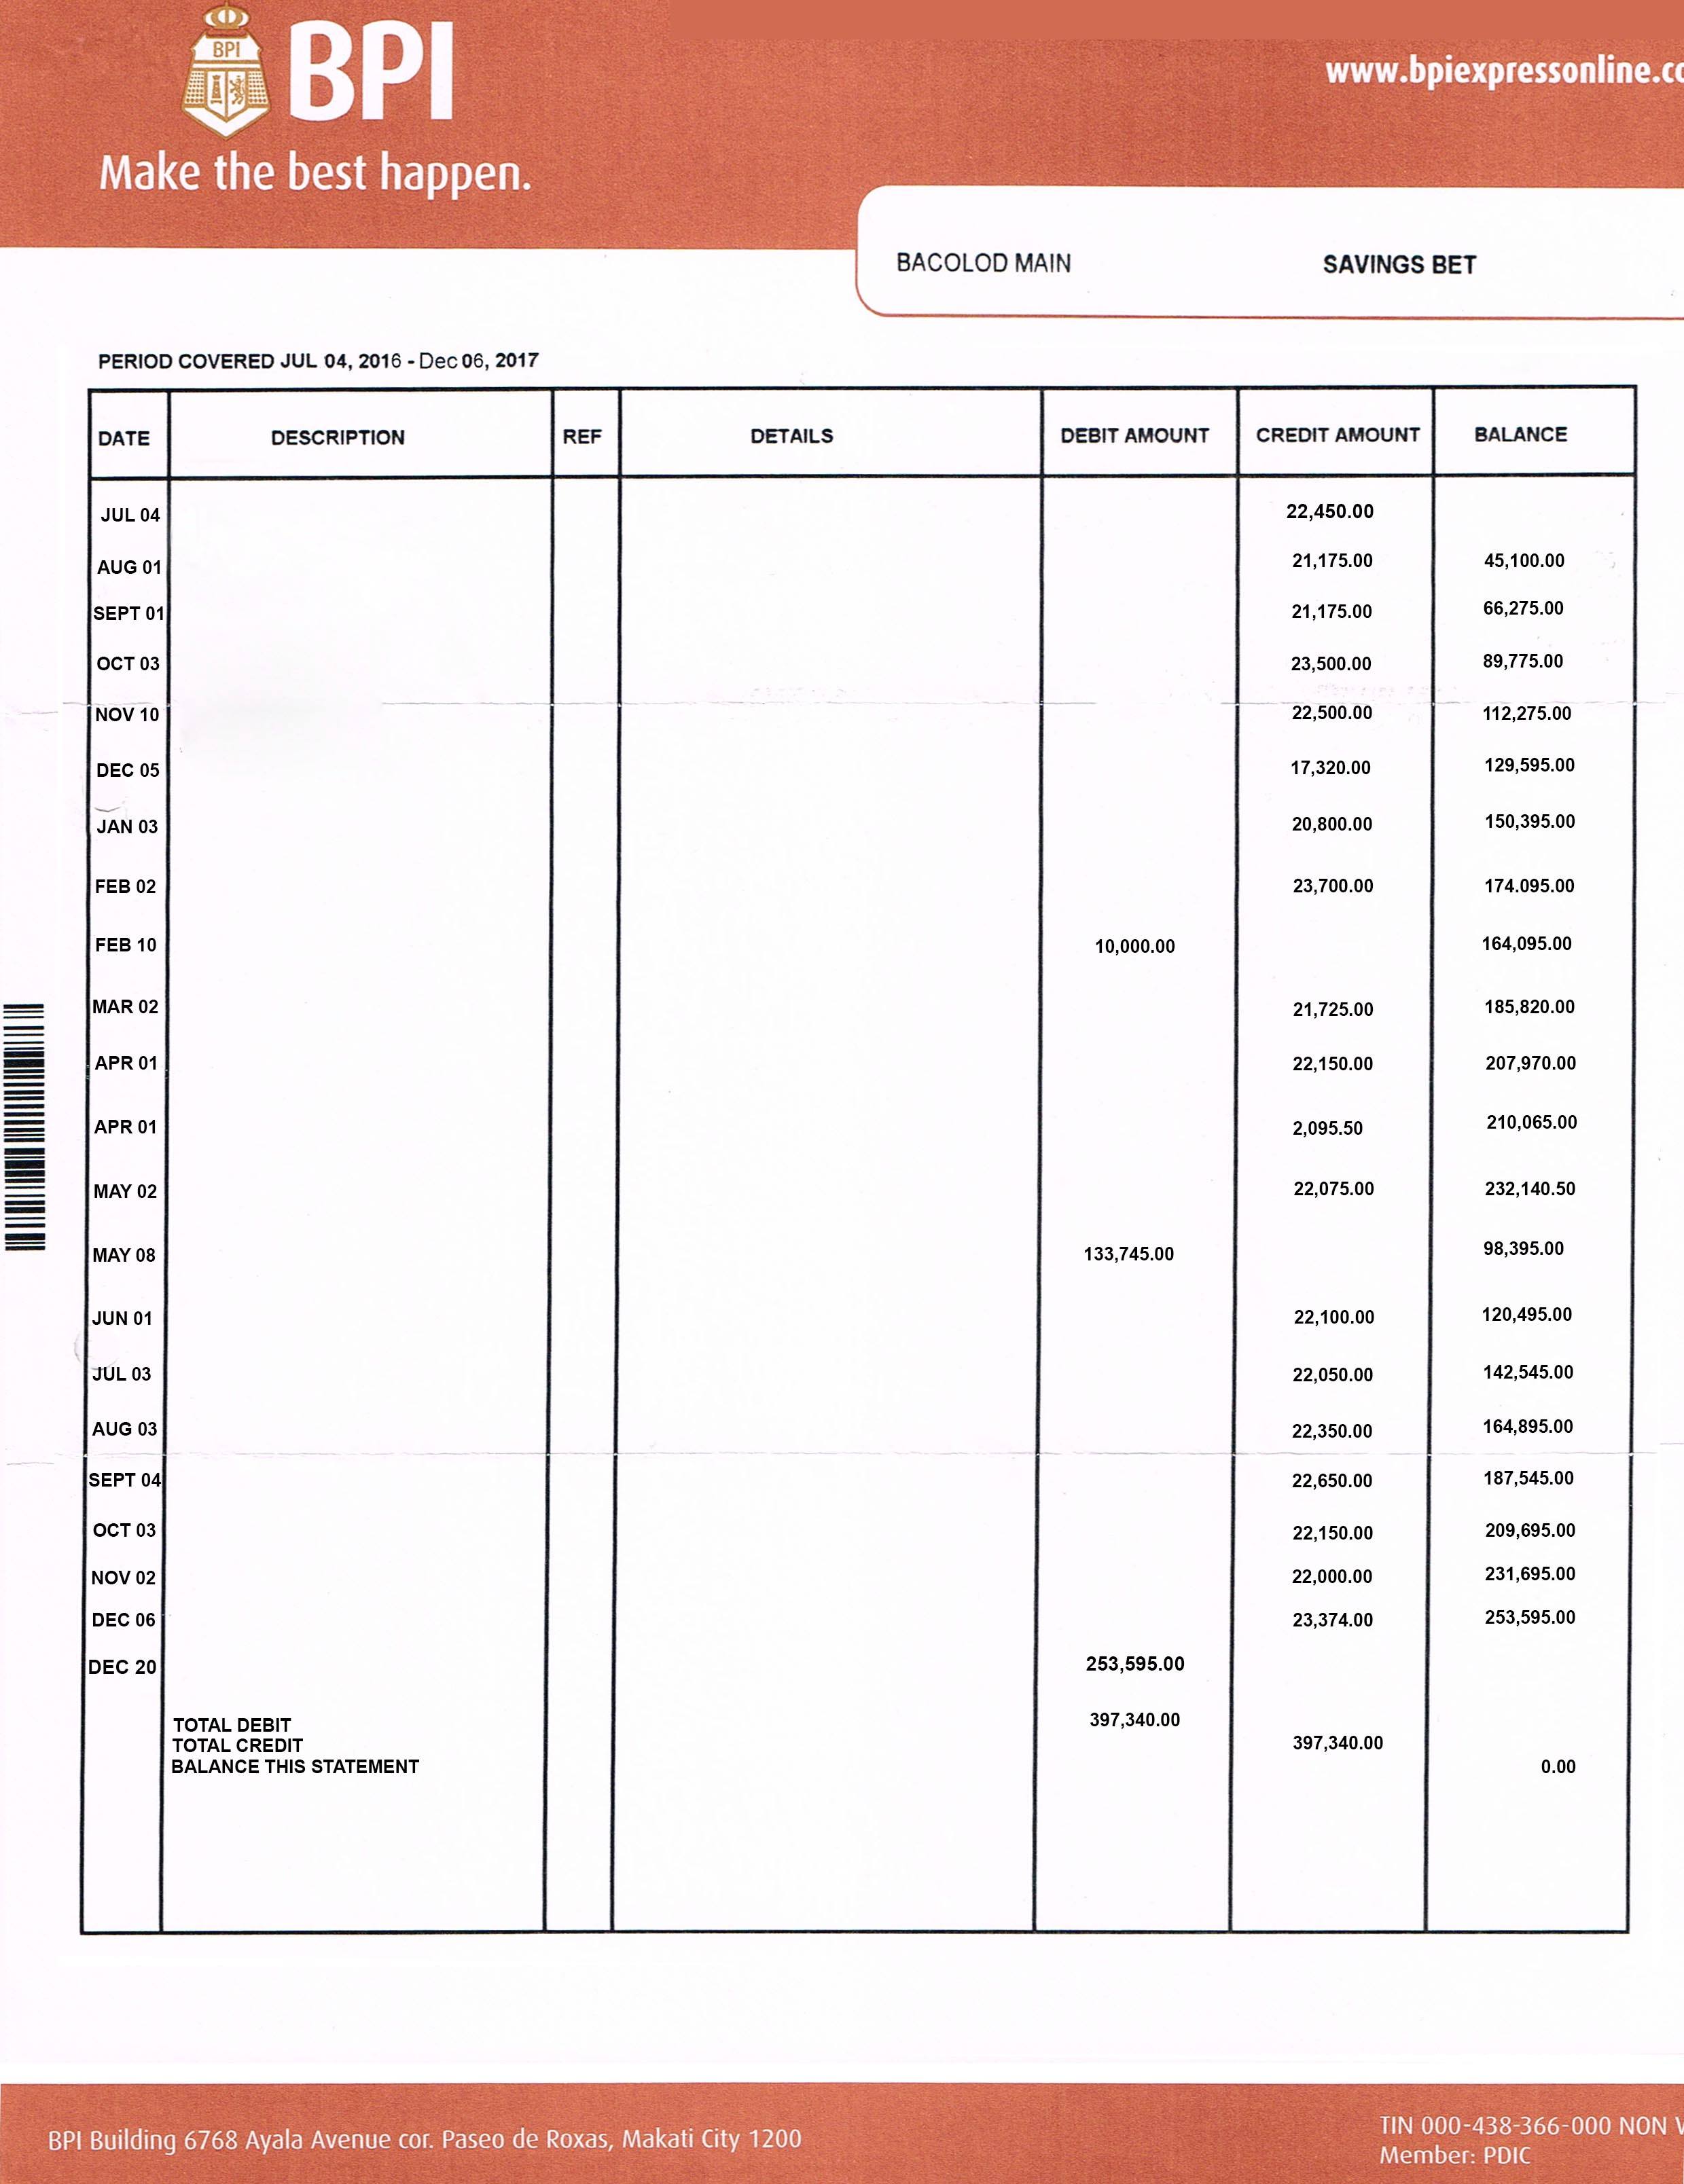 BPI
BPI
Make the best happen.
www.bpiexpressonline.co
BACOLOD MAIN SAVINGS BET
PERIOD COVERED JUL 04, 2016 - Dec 06, 2017
DATE DESCRIPTION REF DETAILS DEBIT AMOUNT CREDIT AMOUNT BALANCE
JUL 04 22,450.00
AUG 01 21,175.00 45,100.00
SEPT 01 21,175.00 66,275.00
OCT 03 23,500.00 89,775.00
NOV 10 22,500.00 112,275.00
DEC 05 17,320.00 129,595.00
JAN 03 20,800.00 150,395.00
FEB 02 23,700.00 174.095.00
FEB 10 10,000.00 164,095.00
MAR 02 21,725.00 185,820.00
APR 01 22,150.00 207,970.00
APR 01 2,095.50 210,065.00
MAY 02 22,075.00 232,140.50
MAY 08 133,745.00 98,395.00
JUN 01 22,100.00 120,495.00
JUL 03 22,050.00 142,545.00
AUG 03 22,350.00 164,895.00
SEPT 04 22,650.00 187,545.00
OCT 03 22,150.00 209,695.00
NOV 02 22,000.00 231,695.00
DEC 06 23,374.00 253,595.00
DEC 20 253,595.00
TOTAL DEBIT 397,340.00
TOTAL CREDIT 397,340.00
BALANCE THIS STATEMENT 0.00
BPI Building 6768 Ayala Avenue cor. Paseo de Roxas, Makati City 1200
TIN 000-438-366-000 NON V
Member: PDIC